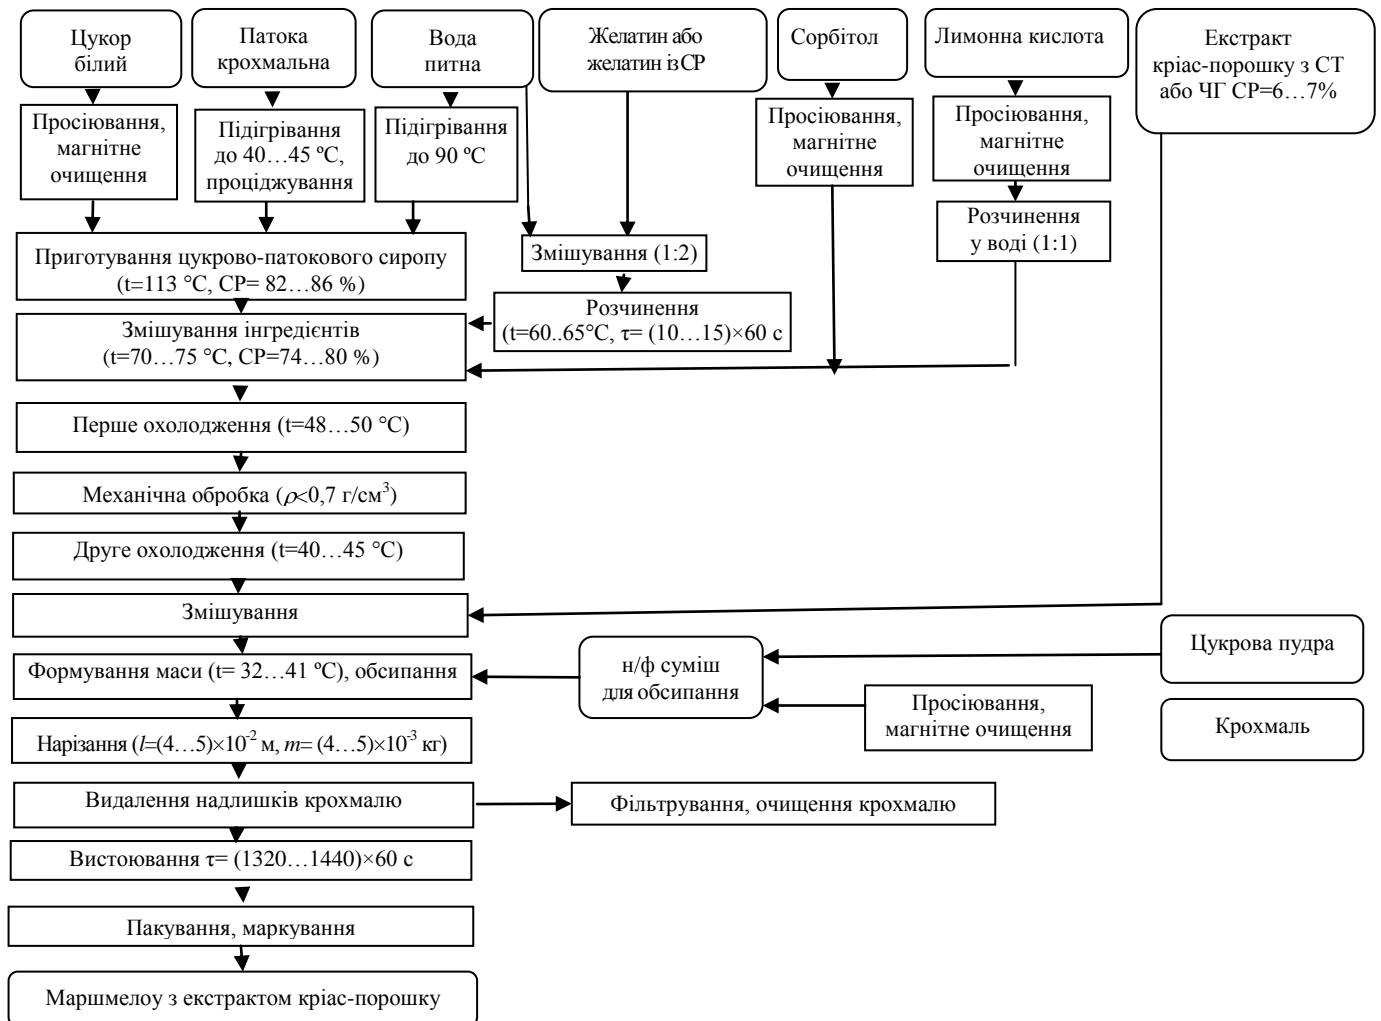 Цукор
білий
Патока
крохмальна
Вода
питна
Желатин або
желатин із СР
Сорбітол
Лимонна кислота
Екстракт
кріас-порошку з СТ
або ЧГ СР=6…7%
Просіювання,
магнітне
очищення
Підігрівання
до 40…45 ºС,
проціджування
Підігрівання
до 90 ºС
Просіювання,
магнітне
очищення
Просіювання,
магнітне
очищення
Розчинення
у воді (1:1)
Приготування цукрово-патокового сиропу
(t=113 °С, СР= 82…86 %)
Змішування (1:2)
Розчинення
(t=60..65°С, τ= (10…15)×60 с
Змішування інгредієнтів
(t=70…75 °С, СР=74…80 %)
Перше охолодження (t=48…50 °С)
Механічна обробка (ρ<0,7 г/см³)
Друге охолодження (t=40…45 °С)
Змішування
Формування маси (t= 32…41 ºС), обсипання
н/ф суміш
для обсипання
Цукрова пудра
Просіювання,
магнітне очищення
Крохмаль
Нарізання (l=(4…5)×10⁻² м, m= (4…5)×10⁻³ кг)
Видалення надлишків крохмалю
Фільтрування, очищення крохмалю
Вистоювання τ= (1320…1440)×60 с
Пакування, маркування
Маршмелоу з екстрактом кріас-порошку